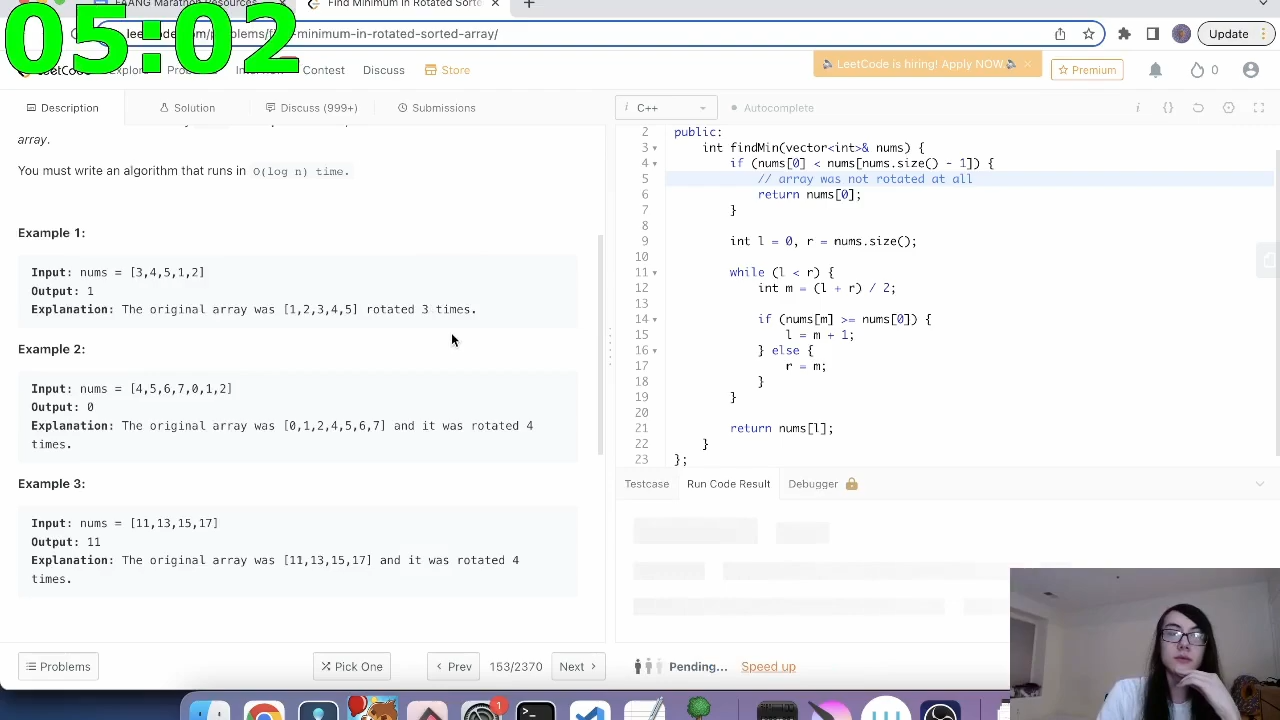 FAANG Marathon Resources
Find Minimum in Rotated Sorte
05:02
minimum-in-rotated-sorted-array/
Update
LeetCode
Explore
Contest
Discuss
Store
LeetCode is hiring! Apply NOW.
Premium
0
Description
Solution
Discuss (999+)
Submissions
i C++
Autocomplete
array.
You must write an algorithm that runs in O(log n) time.
Example 1:
Input: nums = [3,4,5,1,2]
Output: 1
Explanation: The original array was [1,2,3,4,5] rotated 3 times.
Example 2:
Input: nums = [4,5,6,7,0,1,2]
Output: 0
Explanation: The original array was [0,1,2,4,5,6,7] and it was rotated 4
times.
Example 3:
Input: nums = [11,13,15,17]
Output: 11
Explanation: The original array was [11,13,15,17] and it was rotated 4
times.
2 public:
3 int findMin(vector<int>& nums) {
4 if (nums[0] < nums[nums.size() - 1]) {
5 // array was not rotated at all
6 return nums[0];
7 }
8
9 int l = 0, r = nums.size();
10
11 while (l < r) {
12 int m = (l + r) / 2;
13
14 if (nums[m] >= nums[0]) {
15 l = m + 1;
16 } else {
17 r = m;
18 }
19 }
20
21 return nums[l];
22 }
23 };
Testcase
Run Code Result
Debugger
Problems
Pick One
Prev
153/2370
Next
Pending...
Speed up
1